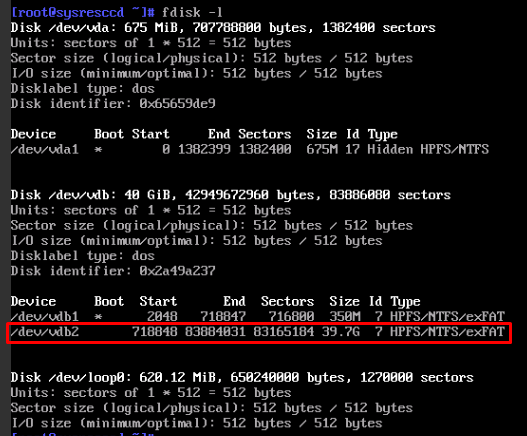 [root@sysresccd ~]# fdisk -l
Disk /dev/vda: 675 MiB, 707788800 bytes, 1382400 sectors
Units: sectors of 1 * 512 = 512 bytes
Sector size (logical/physical): 512 bytes / 512 bytes
I/O size (minimum/optimal): 512 bytes / 512 bytes
Disklabel type: dos
Disk identifier: 0x65659de9
Device     Boot Start     End Sectors  Size Id Type
/dev/vda1  *        0 1382399 1382400  675M 17 Hidden HPFS/NTFS
Disk /dev/vdb: 40 GiB, 42949672960 bytes, 83886080 sectors
Units: sectors of 1 * 512 = 512 bytes
Sector size (logical/physical): 512 bytes / 512 bytes
I/O size (minimum/optimal): 512 bytes / 512 bytes
Disklabel type: dos
Disk identifier: 0x2a49a237
Device     Boot  Start      End  Sectors  Size Id Type
/dev/vdb1  *      2048   718847   716800  350M  7 HPFS/NTFS/exFAT
/dev/vdb2       718848 83884031 83165184 39.7G  7 HPFS/NTFS/exFAT
Disk /dev/loop0: 620.12 MiB, 650240000 bytes, 1270000 sectors
Units: sectors of 1 * 512 = 512 bytes
Sector size (logical/physical): 512 bytes / 512 bytes
I/O size (minimum/optimal): 512 bytes / 512 bytes
[root@sysresccd ~]#